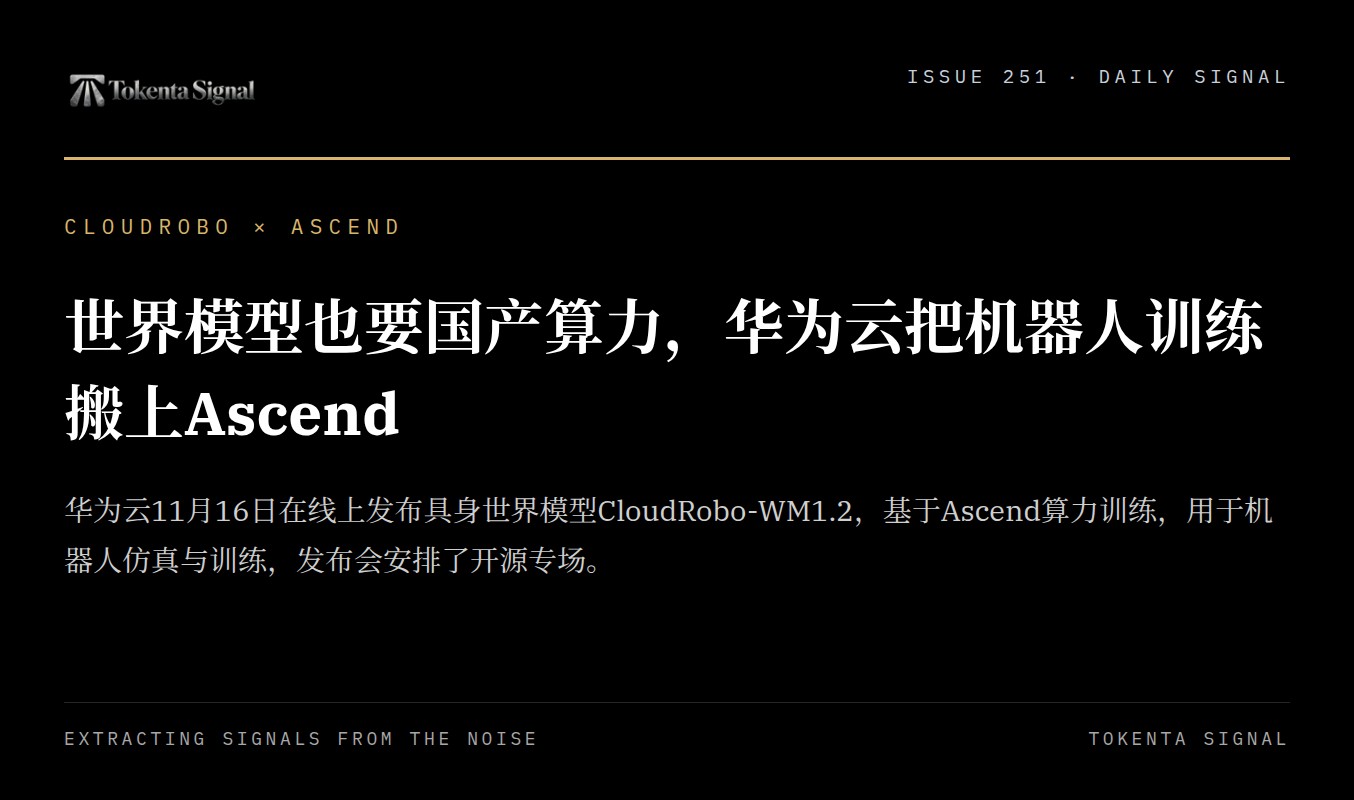 Tokenta Signal
ISSUE 251 · DAILY SIGNAL
CLOUDROBO × ASCEND
世界模型也要国产算力，华为云把机器人训练
搬上Ascend
华为云11月16日在线上发布具身世界模型CloudRobo-WM1.2，基于Ascend算力训练，用于机
器人仿真与训练，发布会安排了开源专场。
EXTRACTING SIGNALS FROM THE NOISE
TOKENTA SIGNAL